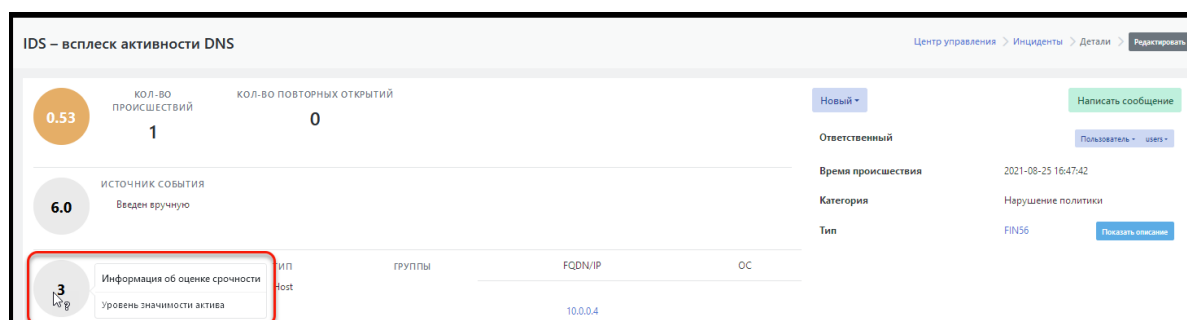 IDS – всплеск активности DNS
Центр управления > Инциденты > Детали > Редактировать
0.53
КОЛ-ВО ПРОИСШЕСТВИЙ
1
КОЛ-ВО ПОВТОРНЫХ ОТКРЫТИЙ
0
Новый
Написать сообщение
Ответственный
Пользователь users
Время происшествия 2021-08-25 16:47:42
6.0
ИСТОЧНИК СОБЫТИЯ
Введен вручную
Категория Нарушение политики
Тип FIN56 Показать описание
3
Информация об оценке срочности
Уровень значимости актива
ТИП
Host
ГРУППЫ
FQDN/IP
10.0.0.4
ОС